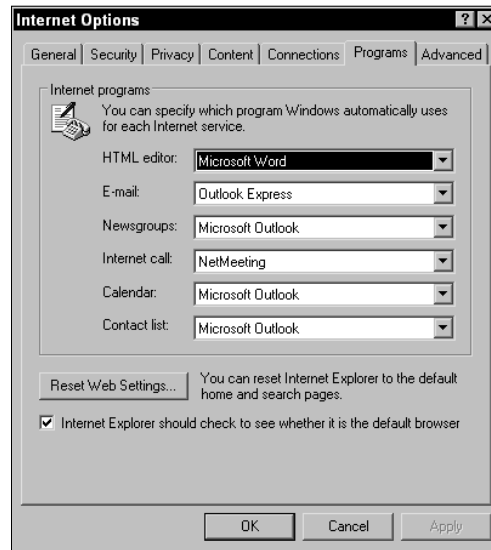 Internet Options
General Security Privacy Content Connections Programs Advanced
Internet programs
You can specify which program Windows automatically uses
for each Internet service.
HTML editor: Microsoft Word
E-mail: Outlook Express
Newsgroups: Microsoft Outlook
Internet call: NetMeeting
Calendar: Microsoft Outlook
Contact list: Microsoft Outlook
Reset Web Settings... You can reset Internet Explorer to the default
home and search pages.
Internet Explorer should check to see whether it is the default browser
OK Cancel Apply